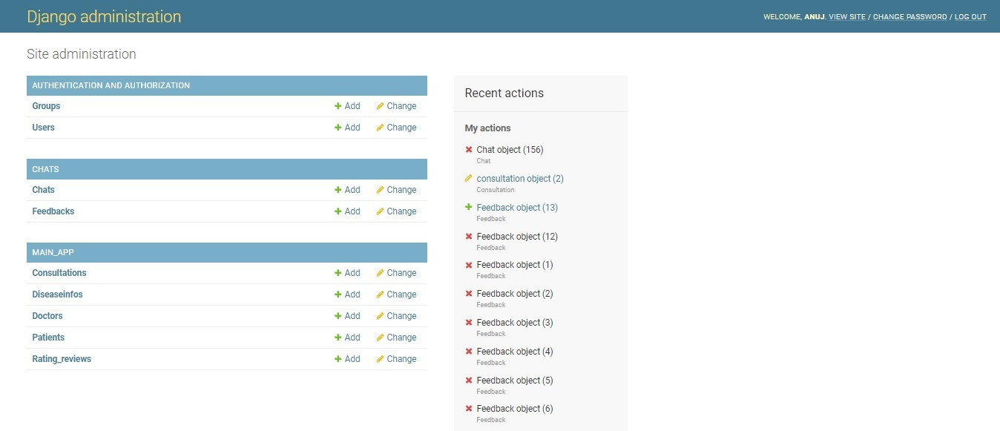 Django administration
WELCOME, ANUJ. VIEW SITE / CHANGE PASSWORD / LOG OUT
Site administration
AUTHENTICATION AND AUTHORIZATION
Groups Add Change
Users Add Change
CHATS
Chats Add Change
Feedbacks Add Change
MAIN_APP
Consultations Add Change
Diseaseinfos Add Change
Doctors Add Change
Patients Add Change
Rating_reviews Add Change
Recent actions
My actions
Chat object (156)
Chat
consultation object (2)
Consultation
Feedback object (13)
Feedback
Feedback object (12)
Feedback
Feedback object (1)
Feedback
Feedback object (2)
Feedback
Feedback object (3)
Feedback
Feedback object (4)
Feedback
Feedback object (5)
Feedback
Feedback object (6)
Feedback